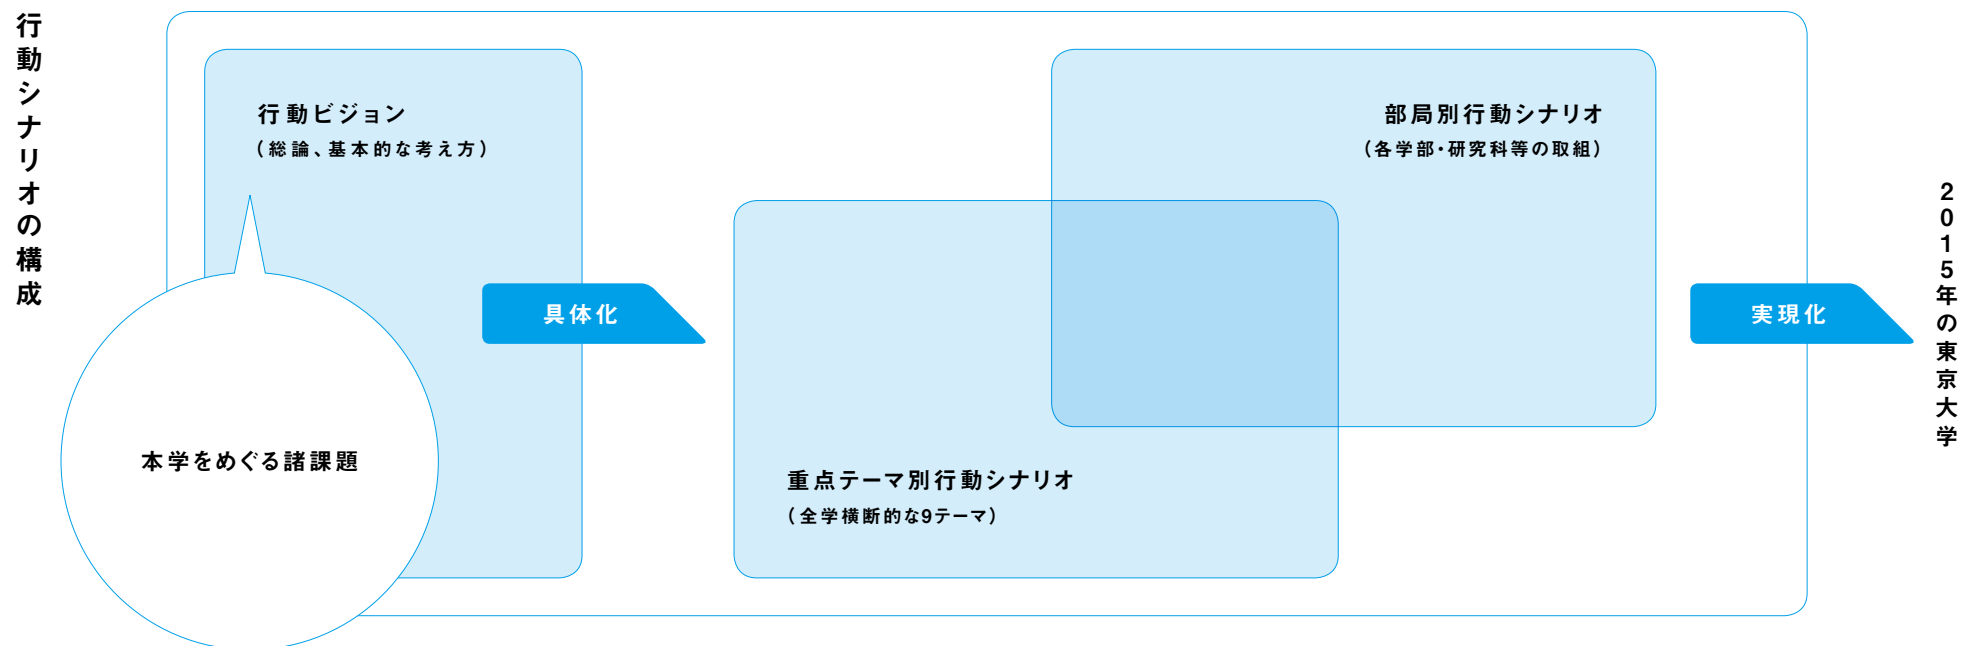 行動シナリオの構成
行動ビジョン
(総論、基本的な考え方)
本学をめぐる諸課題
具体化
重点テーマ別行動シナリオ
(全学横断的な9テーマ)
部局別行動シナリオ
(各学部・研究科等の取組)
実現化
2015年の東京大学